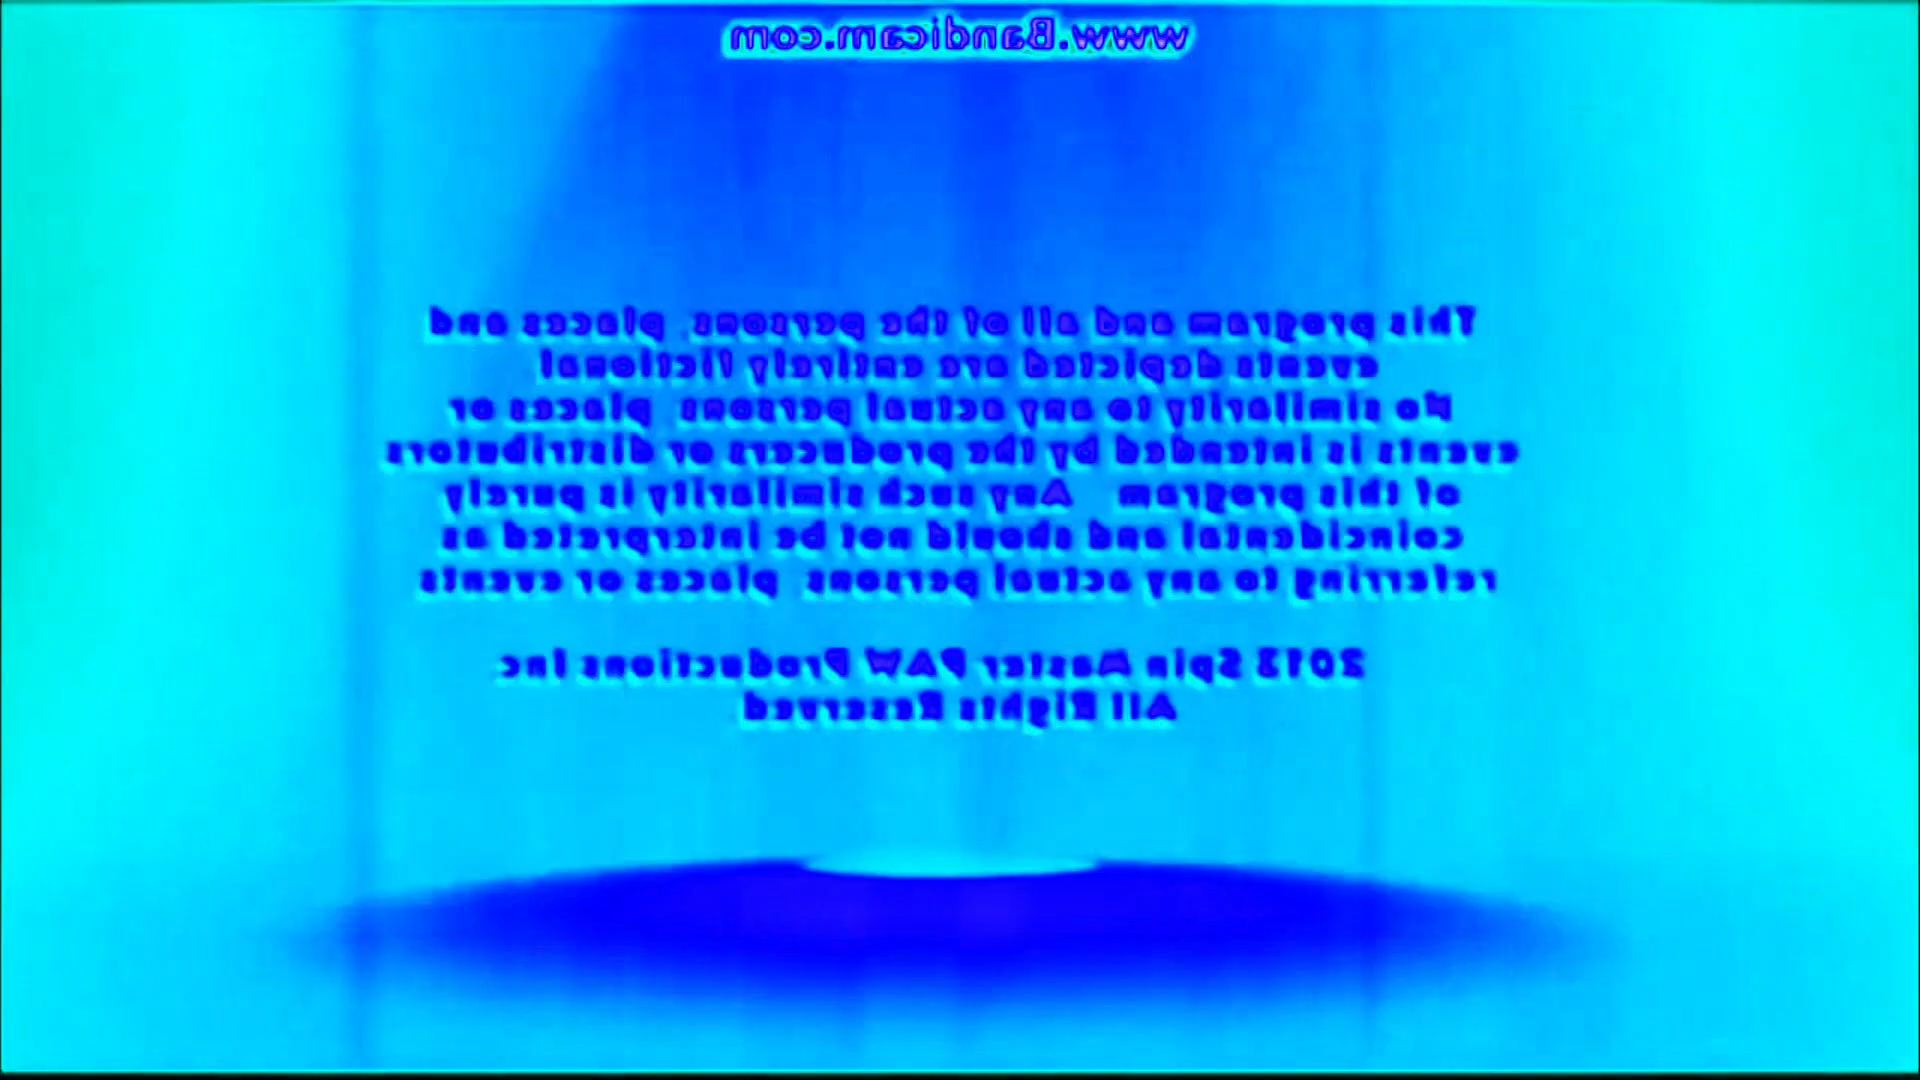 www.Bandicam.com
This program and all of the persons, places and
events depicted are entirely fictional
No similarity to any actual persons places or
events is intended by the producers or distributors
of this program Any such similarity is purely
coincidental and should not be interpreted as
referring to any actual persons places or events
2013 Spin Master PAW Productions Inc
All Rights Reserved